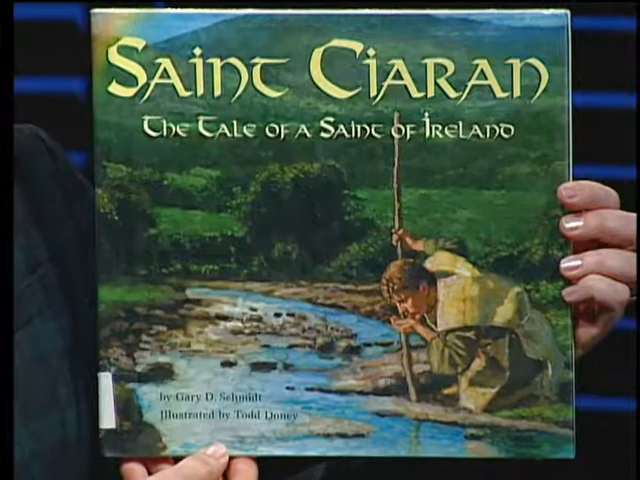 Saint Ciaran
The Tale of a Saint of Ireland
by Gary D. Schmidt
Illustrated by Todd Doney